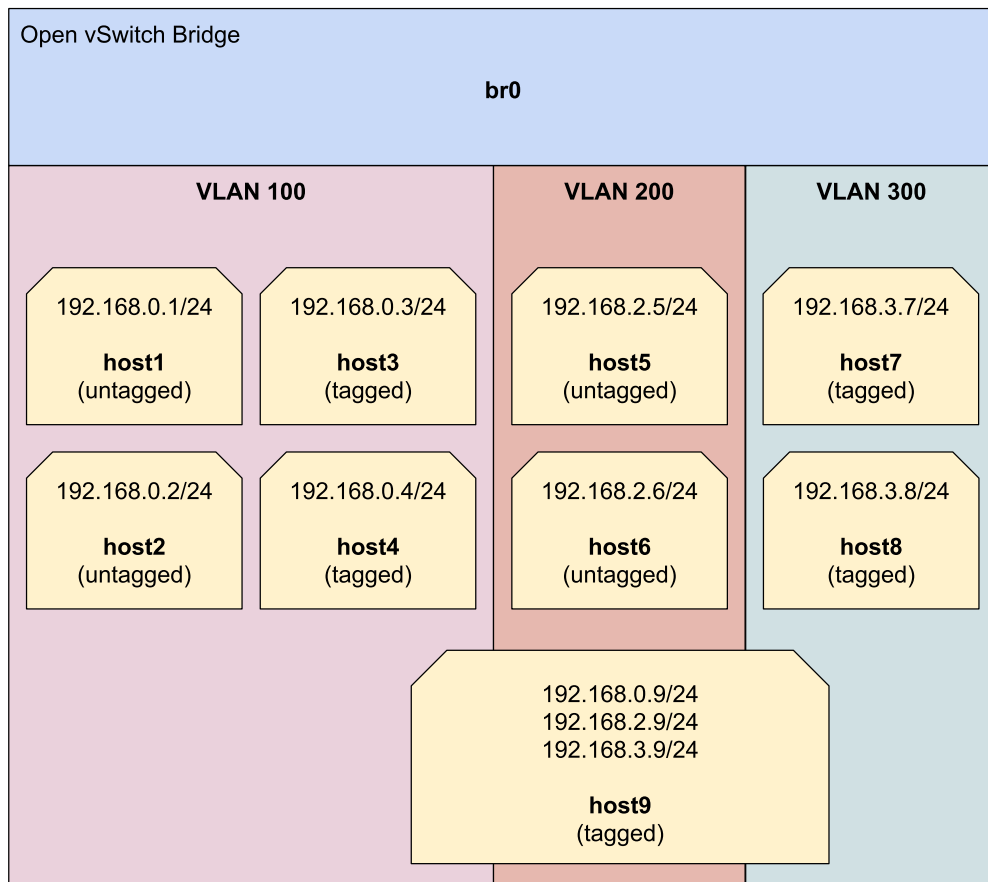 Open vSwitch Bridge
br0
VLAN 100
VLAN 200
VLAN 300
192.168.0.1/24
host1
(untagged)
192.168.0.3/24
host3
(tagged)
192.168.2.5/24
host5
(untagged)
192.168.3.7/24
host7
(tagged)
192.168.0.2/24
host2
(untagged)
192.168.0.4/24
host4
(tagged)
192.168.2.6/24
host6
(untagged)
192.168.3.8/24
host8
(tagged)
192.168.0.9/24
192.168.2.9/24
192.168.3.9/24
host9
(tagged)